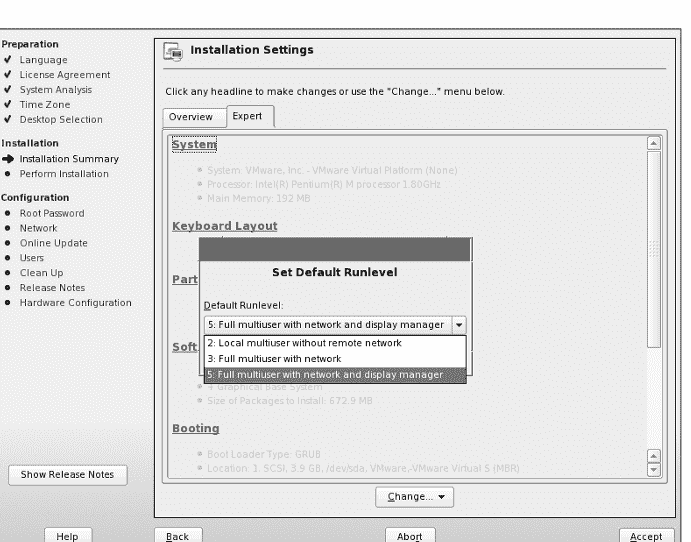 Preparation
Language
License Agreement
System Analysis
Time Zone
Desktop Selection
Installation
Installation Summary
Perform Installation
Configuration
Root Password
Network
Online Update
Users
Clean Up
Release Notes
Hardware Configuration
Show Release Notes
Help
Installation Settings
Click any headline to make changes or use the "Change..." menu below.
Overview
Expert
System
System: VMware, Inc. - VMware Virtual Platform (None)
Processor: Intel(R) Pentium(R) M processor 1.80GHz
Main Memory: 192 MB
Keyboard Layout
Part
Set Default Runlevel
Default Runlevel:
5: Full multiuser with network and display manager
2: Local multiuser without remote network
3: Full multiuser with network
5: Full multiuser with network and display manager
Soft
+ Graphical Base System
Size of Packages to Install: 672.9 MB
Booting
Boot Loader Type: GRUB
Location: 1. SCSI, 3.9 GB, /dev/sda, VMware,-VMware Virtual S (MBR)
Change...
Back
Abort
Accept